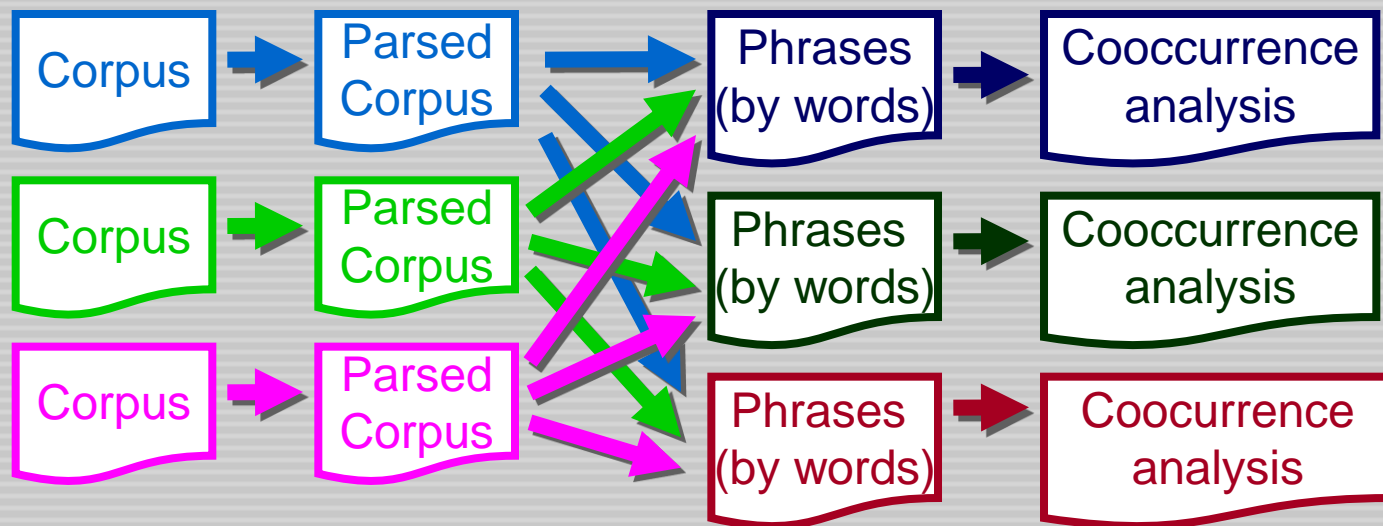 Corpus
Parsed
Corpus
Phrases
(by words)
Cooccurrence
analysis
Corpus
Parsed
Corpus
Phrases
(by words)
Cooccurrence
analysis
Corpus
Parsed
Corpus
Phrases
(by words)
Coocurrence
analysis